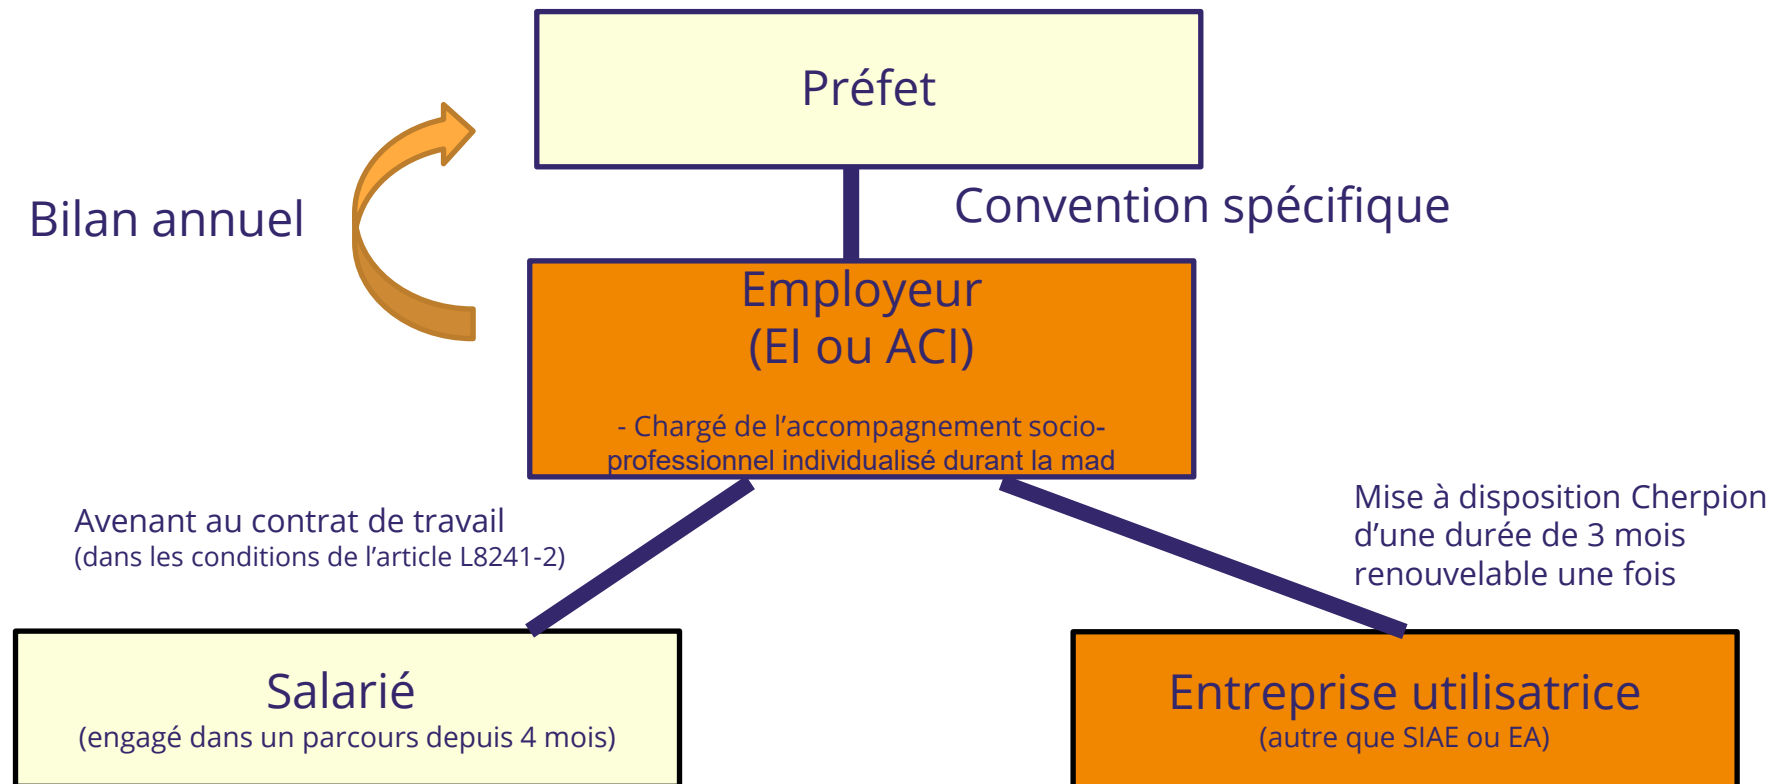 Préfet
Bilan annuel
Convention spécifique
Employeur
(EI ou ACI)
- Chargé de l’accompagnement socio-
professionnel individualisé durant la mad
Avenant au contrat de travail
(dans les conditions de l’article L8241-2)
Mise à disposition Cherpion
d’une durée de 3 mois
renouvelable une fois
Salarié
(engagé dans un parcours depuis 4 mois)
Entreprise utilisatrice
(autre que SIAE ou EA)